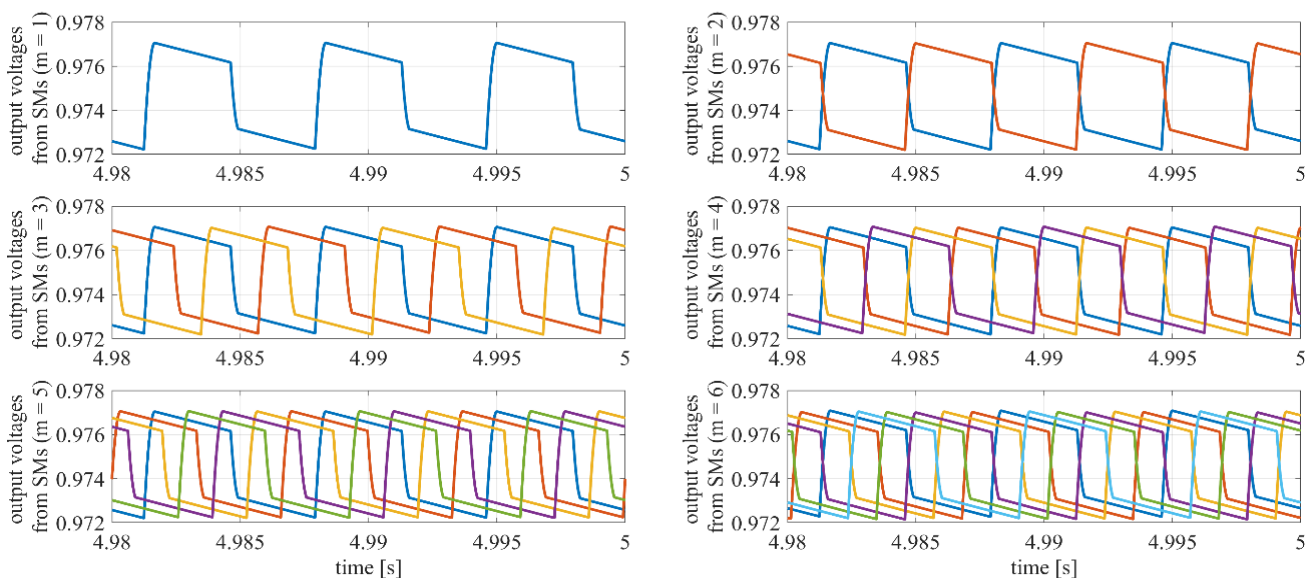 output voltages
from SMs (m = 1)
0.978
0.976
0.974
0.972
4.98 4.985 4.99 4.995 5
output voltages
from SMs (m = 2)
0.978
0.976
0.974
0.972
4.98 4.985 4.99 4.995 5
output voltages
from SMs (m = 3)
0.978
0.976
0.974
0.972
4.98 4.985 4.99 4.995 5
output voltages
from SMs (m = 4)
0.978
0.976
0.974
0.972
4.98 4.985 4.99 4.995 5
output voltages
from SMs (m = 5)
0.978
0.976
0.974
0.972
4.98 4.985 4.99 4.995 5
time [s]
output voltages
from SMs (m = 6)
0.978
0.976
0.974
0.972
4.98 4.985 4.99 4.995 5
time [s]